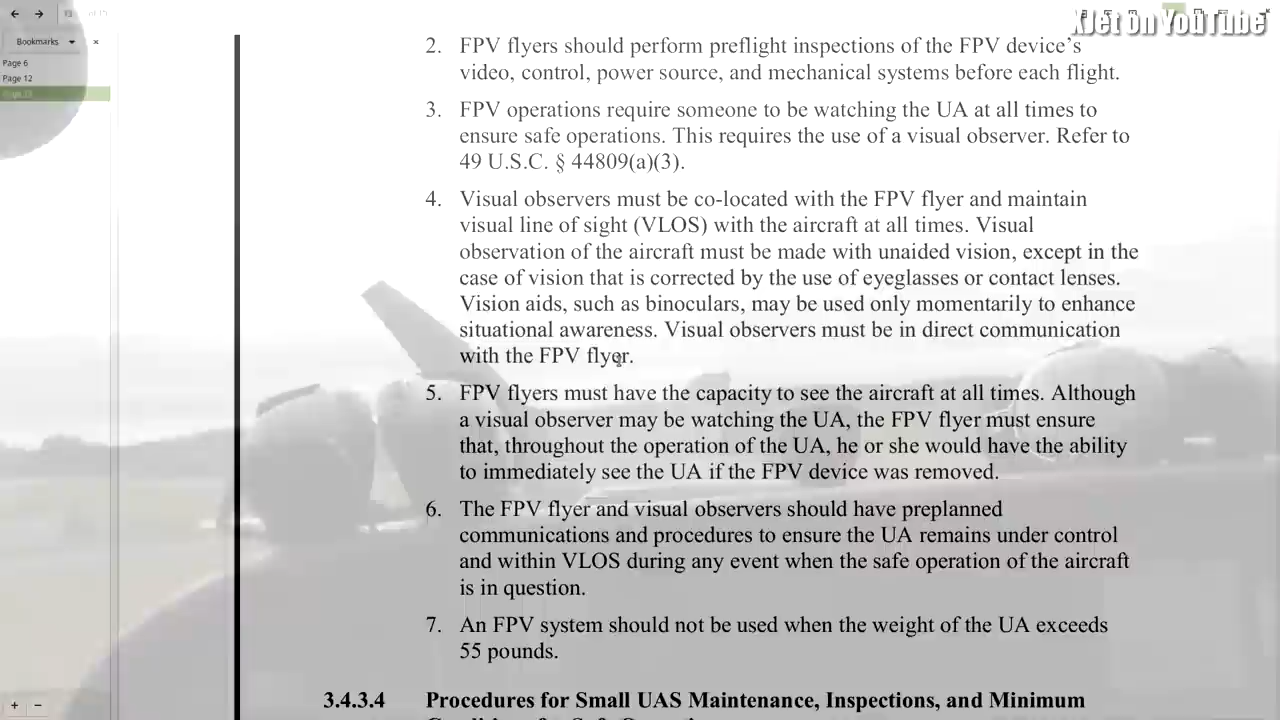 xJet on YouTube
Bookmarks
Page 6
Page 12
2. FPV flyers should perform preflight inspections of the FPV device's
video, control, power source, and mechanical systems before each flight.
3. FPV operations require someone to be watching the UA at all times to
ensure safe operations. This requires the use of a visual observer. Refer to
49 U.S.C. § 44809(a)(3).
4. Visual observers must be co-located with the FPV flyer and maintain
visual line of sight (VLOS) with the aircraft at all times. Visual
observation of the aircraft must be made with unaided vision, except in the
case of vision that is corrected by the use of eyeglasses or contact lenses.
Vision aids, such as binoculars, may be used only momentarily to enhance
situational awareness. Visual observers must be in direct communication
with the FPV flyer.
5. FPV flyers must have the capacity to see the aircraft at all times. Although
a visual observer may be watching the UA, the FPV flyer must ensure
that, throughout the operation of the UA, he or she would have the ability
to immediately see the UA if the FPV device was removed.
6. The FPV flyer and visual observers should have preplanned
communications and procedures to ensure the UA remains under control
and within VLOS during any event when the safe operation of the aircraft
is in question.
7. An FPV system should not be used when the weight of the UA exceeds
55 pounds.
3.4.3.4 Procedures for Small UAS Maintenance, Inspections, and Minimum